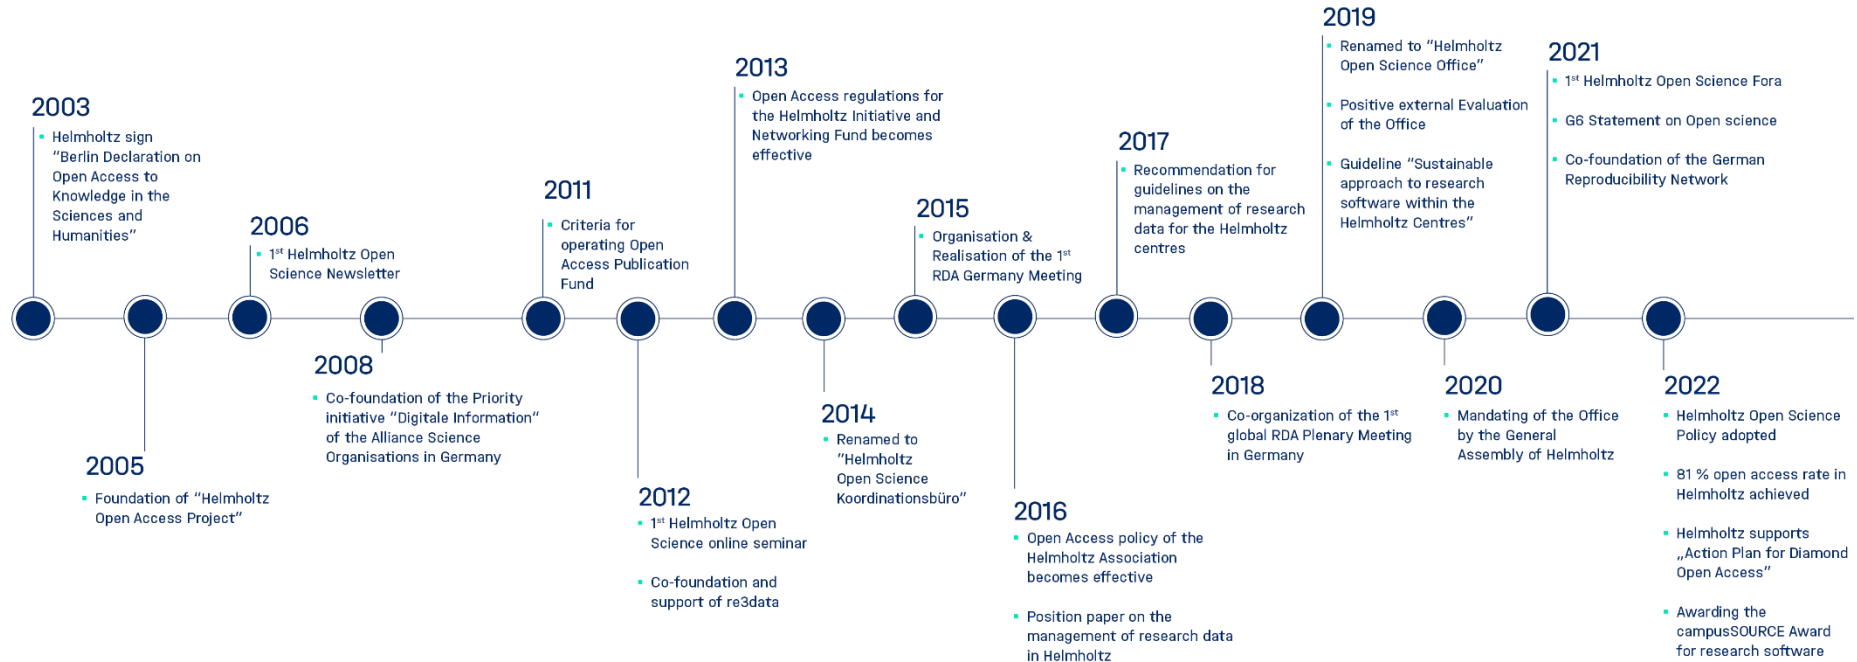 2003
Helmholtz sign
“Berlin Declaration on
Open Access to
Knowledge in the
Sciences and
Humanities”
2005
Foundation of “Helmholtz
Open Access Project”
2006
1st Helmholtz Open
Science Newsletter
2008
Co-foundation of the Priority
initiative “Digitale Information“
of the Alliance Science
Organisations in Germany
2011
Criteria for
operating Open
Access Publication
Fund
2012
1st Helmholtz Open
Science online seminar
Co-foundation and
support of re3data
2013
Open Access regulations for
the Helmholtz Initiative and
Networking Fund becomes
effective
2014
Renamed to
“Helmholtz
Open Science
Koordinationsbüro”
2015
Organisation &
Realisation of the 1st
RDA Germany Meeting
2016
Open Access policy of the
Helmholtz Association
becomes effective
Position paper on the
management of research data
in Helmholtz
2017
Recommendation for
guidelines on the
management of research
data for the Helmholtz
centres
2018
Co-organization of the 1st
global RDA Plenary Meeting
in Germany
2019
Renamed to “Helmholtz
Open Science Office”
Positive external Evaluation
of the Office
Guideline “Sustainable
approach to research
software within the
Helmholtz Centres”
2020
Mandating of the Office
by the General
Assembly of Helmholtz
2021
1st Helmholtz Open Science Fora
G6 Statement on Open science
Co-foundation of the German
Reproducibility Network
2022
Helmholtz Open Science
Policy adopted
81 % open access rate in
Helmholtz achieved
Helmholtz supports
„Action Plan for Diamond
Open Access”
Awarding the
campusSOURCE Award
for research software